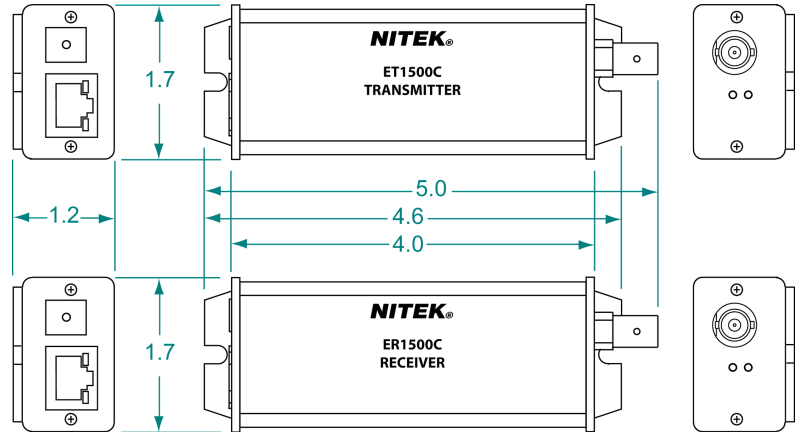 NITEK®
ET1500C
TRANSMITTER
1.7
5.0
1.2
4.6
4.0
NITEK®
ER1500C
RECEIVER
1.7